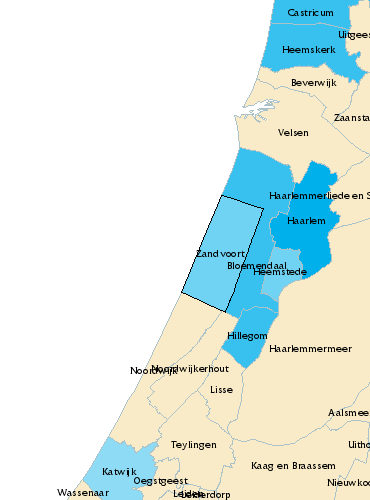 Castricum
Uitgees
Heemskerk
Beverwijk
Zaansta
Velsen
Haarlemmerliede en S
Haarlem
Zandvoort
Bloemendaal
Heemstede
Hillegom
Haarlemmermeer
Noordwijkerhout
Noordwijk
Lisse
Aalsmee
Teylingen
Uitho
Kaag en Braassem
Katwijk
Oegstgeest
Nieuwkoo
Wassenaar
Leiden
Leiderdorp